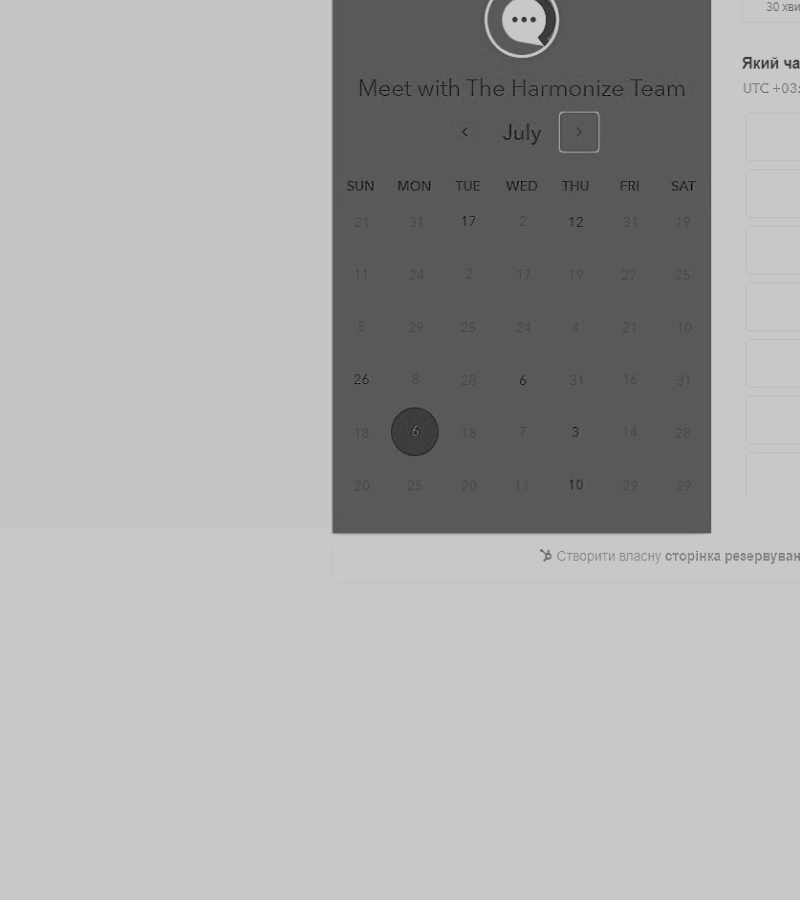 30 хви
Meet with The Harmonize Team
July
Який ча
UTC +03:
SUN MON TUE WED THU FRI SAT
21 31 17 2 12 31 19
11 24 2 17 19 27 25
5 29 25 24 4 21 10
26 8 28 6 31 16 31
18 6 18 7 3 14 28
20 25 20 11 10 29 29
Створити власну сторінка резервуван